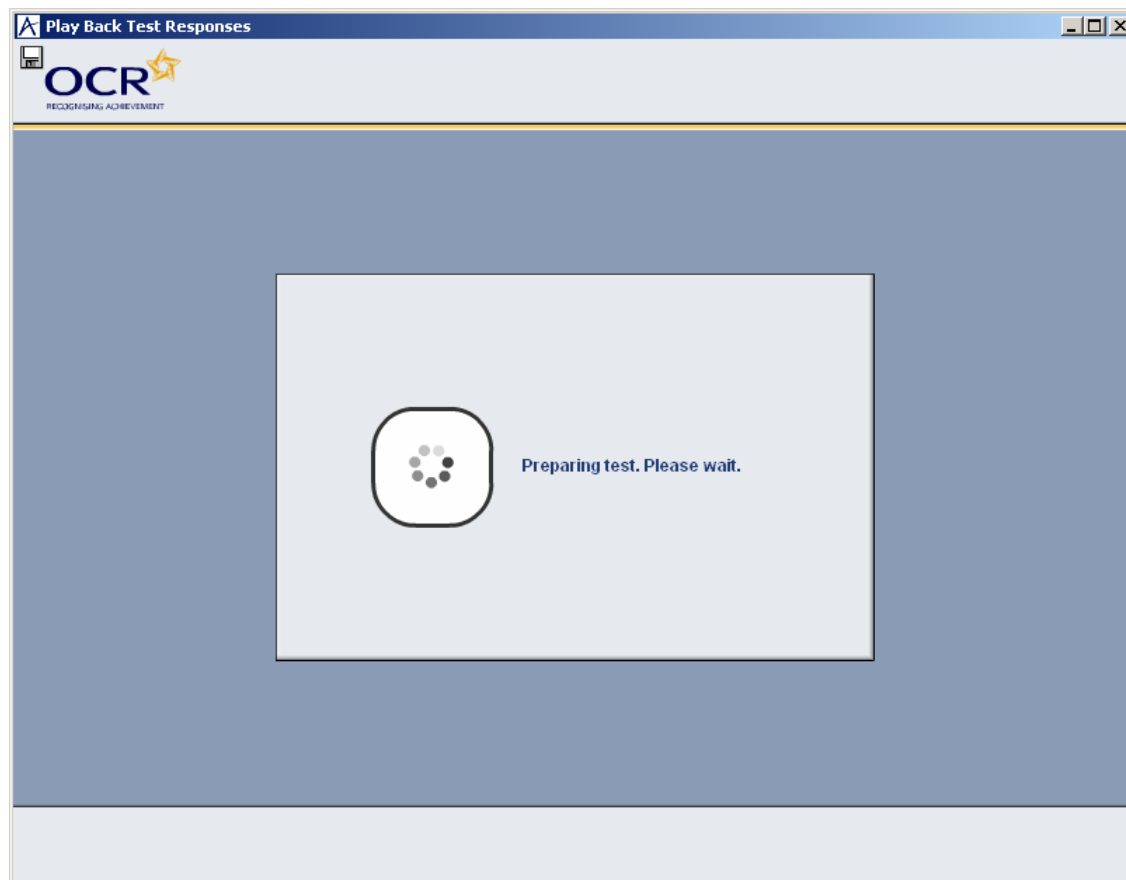 Play Back Test Responses
OCR
RECOGNISING ACHIEVEMENT
Preparing test. Please wait.